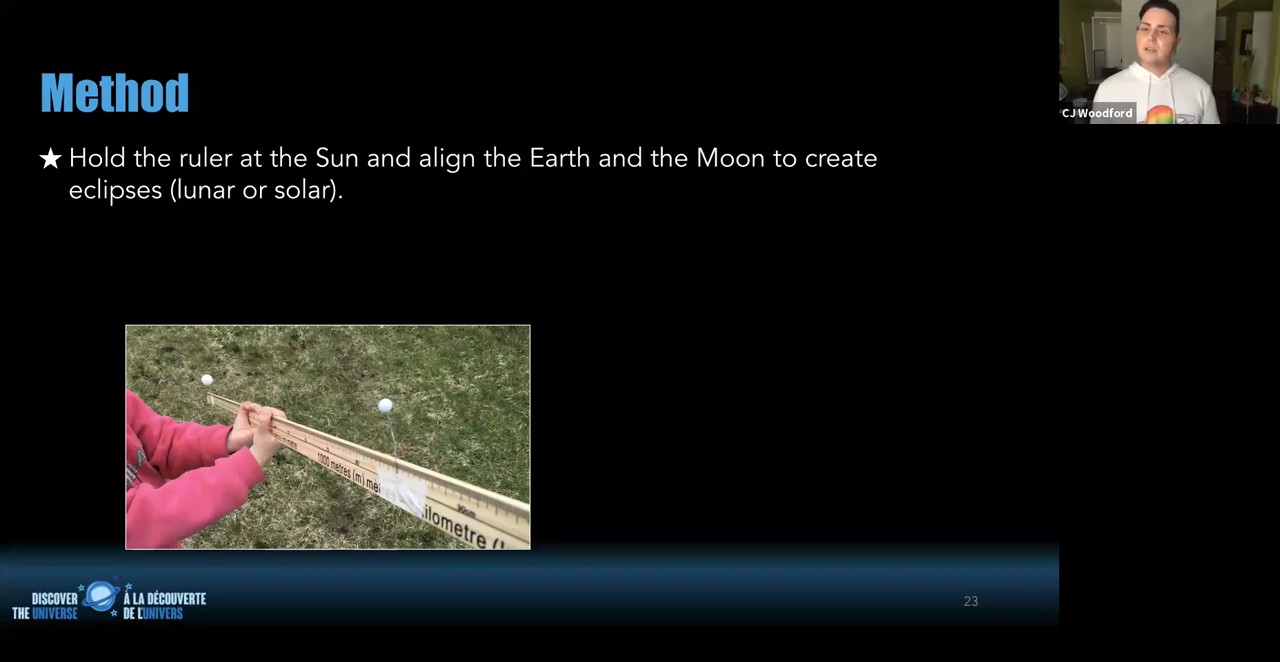 Method
★ Hold the ruler at the Sun and align the Earth and the Moon to create
eclipses (lunar or solar).
CJ Woodford
1000 metres (m)
kilometre
DISCOVER
THE UNIVERSE
À LA DÉCOUVERTE
DE L'UNIVERS
23